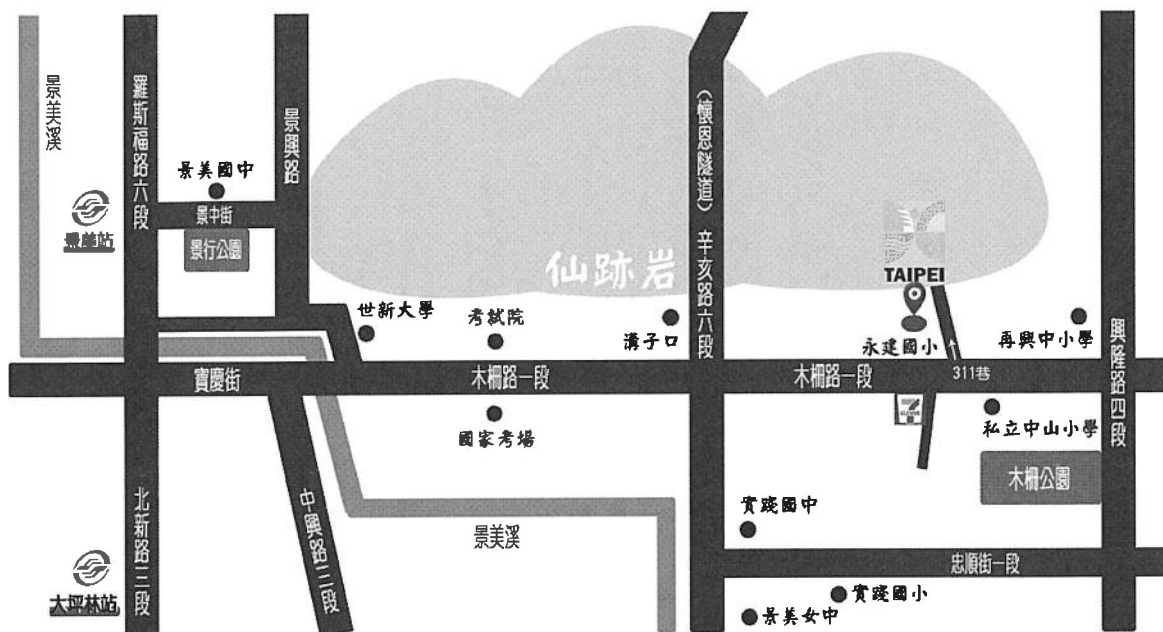 景美溪
羅斯福路六段
景興路
(懷恩隧道) 辛亥路六段
興隆路四段
景美國中
景中街
景行公園
景美站
仙跡岩
TAIPEI
世新大學
考試院
溝子口
永建國小
再興中小學
寶慶街
木柵路一段
木柵路一段
311巷
國家考場
7
ELEVEn
私立中山小學
木柵公園
北新路三段
中興路三段
景美溪
實踐國中
忠順街一段
大坪林站
實踐國小
景美女中